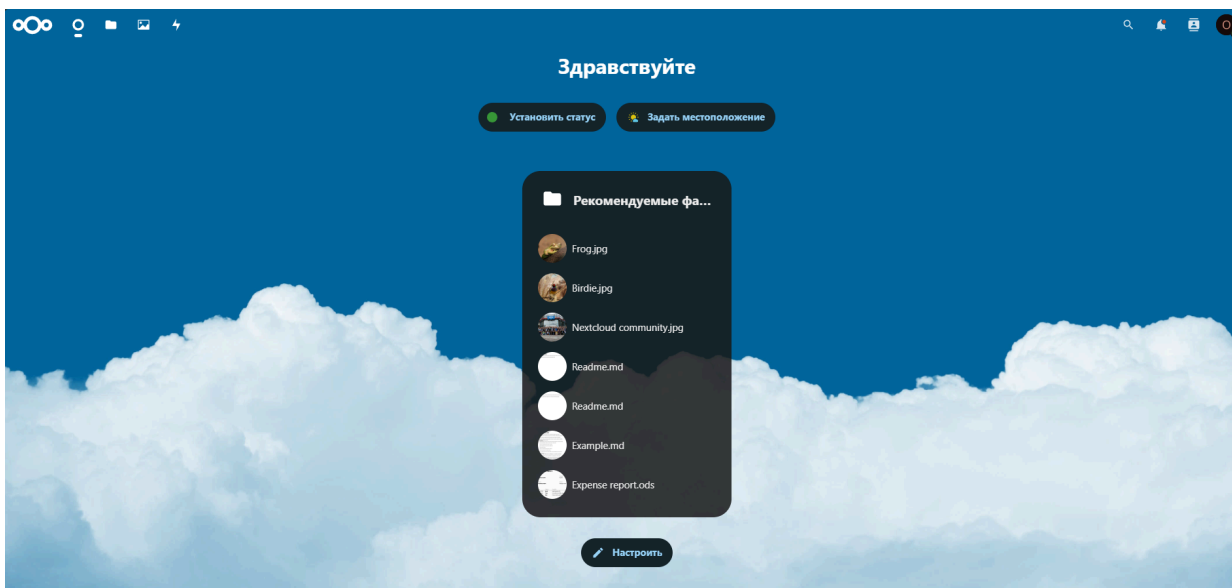 Здравствуйте
Установить статус
Задать местоположение
Рекомендуемые фа...
Frog.jpg
Birdie.jpg
Nextcloud community.jpg
Readme.md
Readme.md
Example.md
Expense report.ods
Настроить